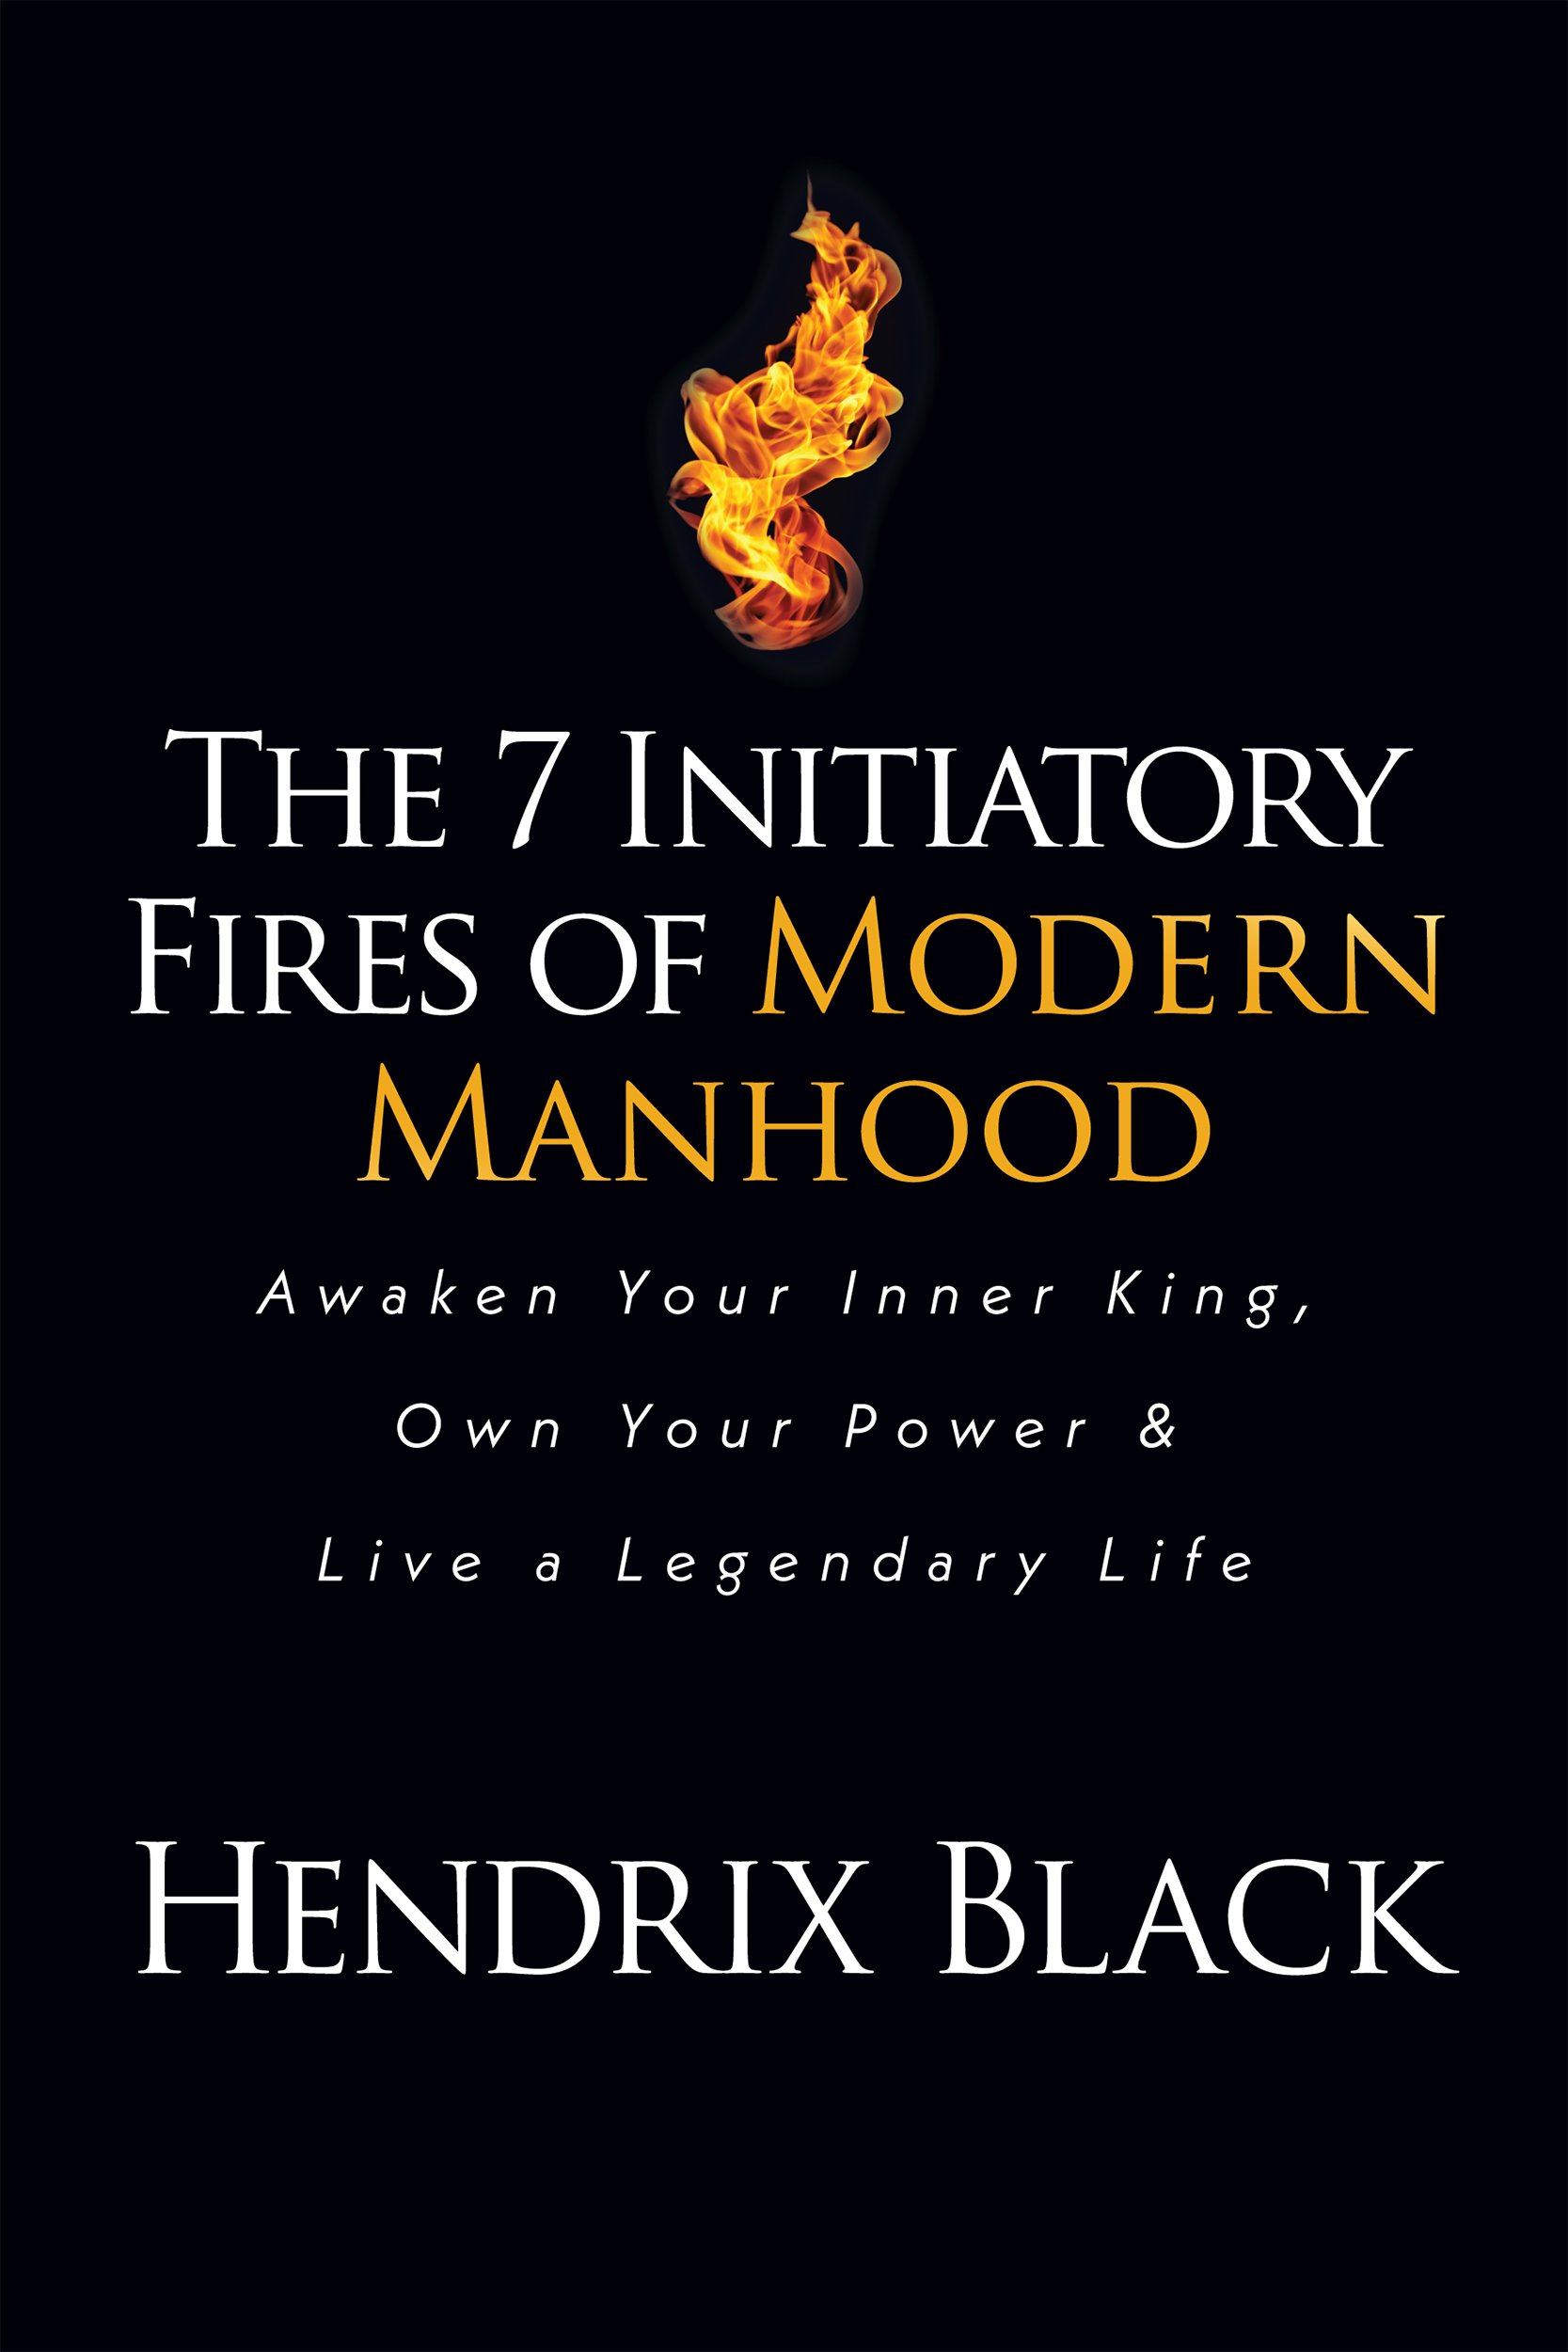 The 7 Initiatory
Fires of Modern
Manhood
Awaken Your Inner King,
Own Your Power &
Live a Legendary Life
Hendrix Black